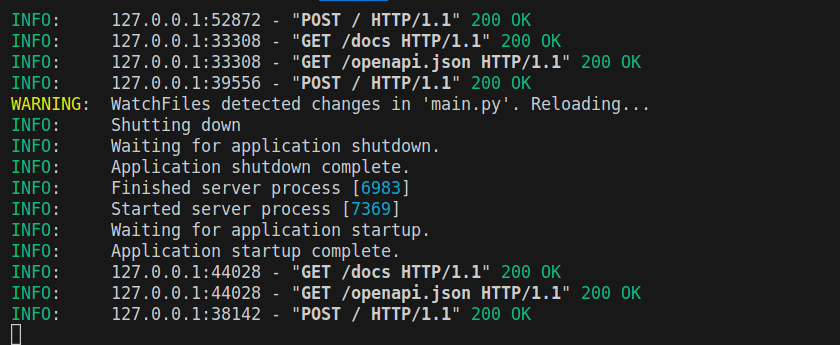 INFO:     127.0.0.1:52872 - "POST / HTTP/1.1" 200 OK
INFO:     127.0.0.1:33308 - "GET /docs HTTP/1.1" 200 OK
INFO:     127.0.0.1:33308 - "GET /openapi.json HTTP/1.1" 200 OK
INFO:     127.0.0.1:39556 - "POST / HTTP/1.1" 200 OK
WARNING:  WatchFiles detected changes in 'main.py'. Reloading...
INFO:     Shutting down
INFO:     Waiting for application shutdown.
INFO:     Application shutdown complete.
INFO:     Finished server process [6983]
INFO:     Started server process [7369]
INFO:     Waiting for application startup.
INFO:     Application startup complete.
INFO:     127.0.0.1:44028 - "GET /docs HTTP/1.1" 200 OK
INFO:     127.0.0.1:44028 - "GET /openapi.json HTTP/1.1" 200 OK
INFO:     127.0.0.1:38142 - "POST / HTTP/1.1" 200 OK